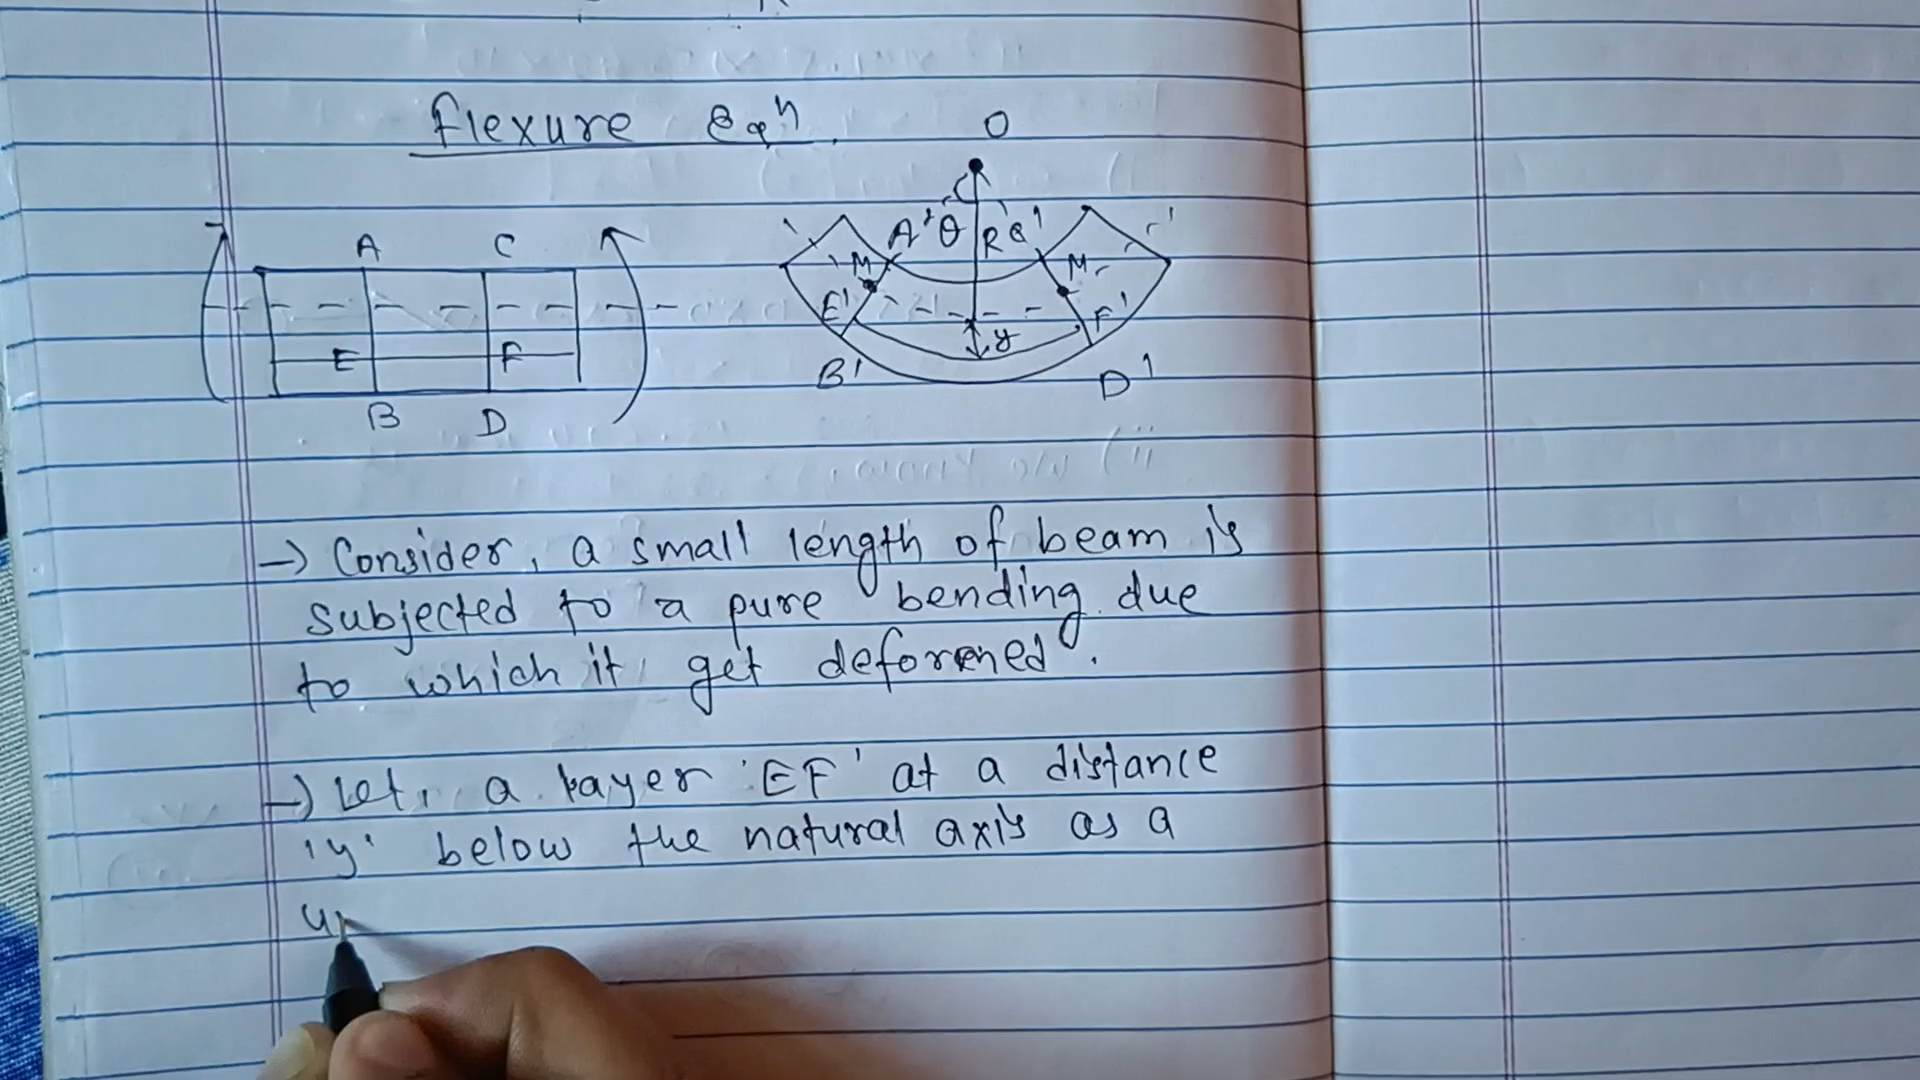 Flexure Eqn.
O
A' θ R C'
A C
M M
E' F'
y
E F
B' D'
B D
→ Consider, a small length of beam is
subjected to a pure bending due
to which it get deformed.
→ Let, a layer 'EF' at a distance
'y' below the natural axis as a